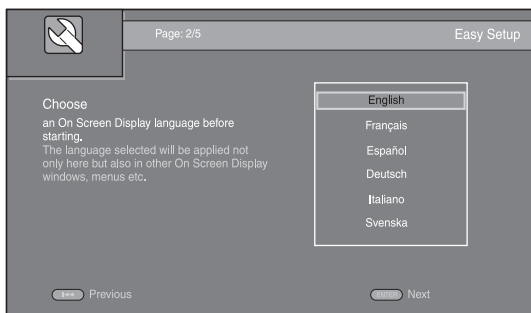 Page: 2/5
Easy Setup
Choose
an On Screen Display language before
starting.
The language selected will be applied not
only here but also in other On Screen Display
windows, menus etc.
English
Français
Español
Deutsch
Italiano
Svenska
Previous
ENTER Next